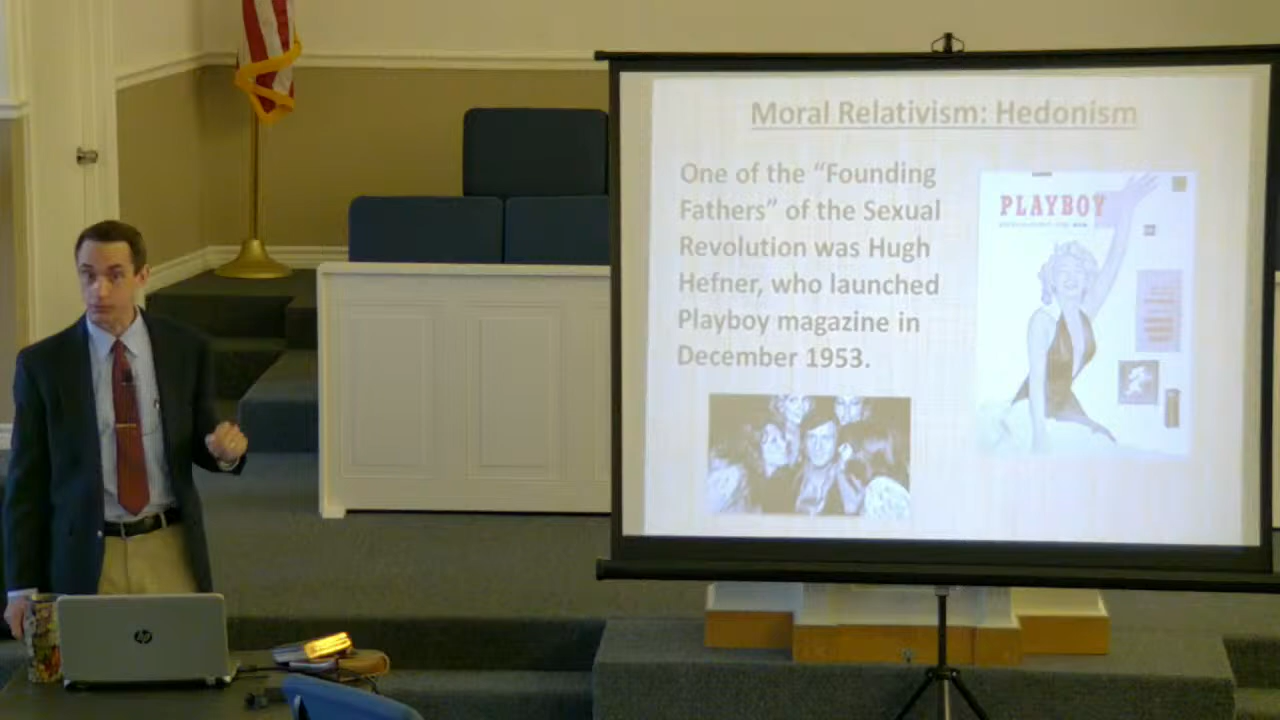 Moral Relativism: Hedonism
One of the “Founding
Fathers” of the Sexual
Revolution was Hugh
Hefner, who launched
Playboy magazine in
December 1953.
PLAYBOY
hp